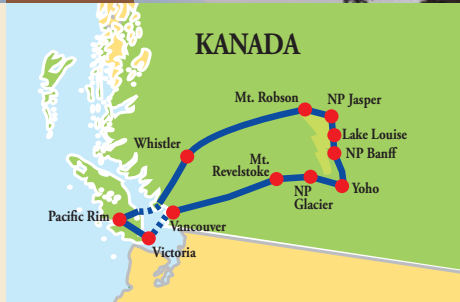 KANADA
Mt. Robson
NP Jasper
Lake Louise
NP Banff
Whistler
Mt.
Revelstoke
NP
Glacier
Yoho
Pacific Rim
Vancouver
Victoria